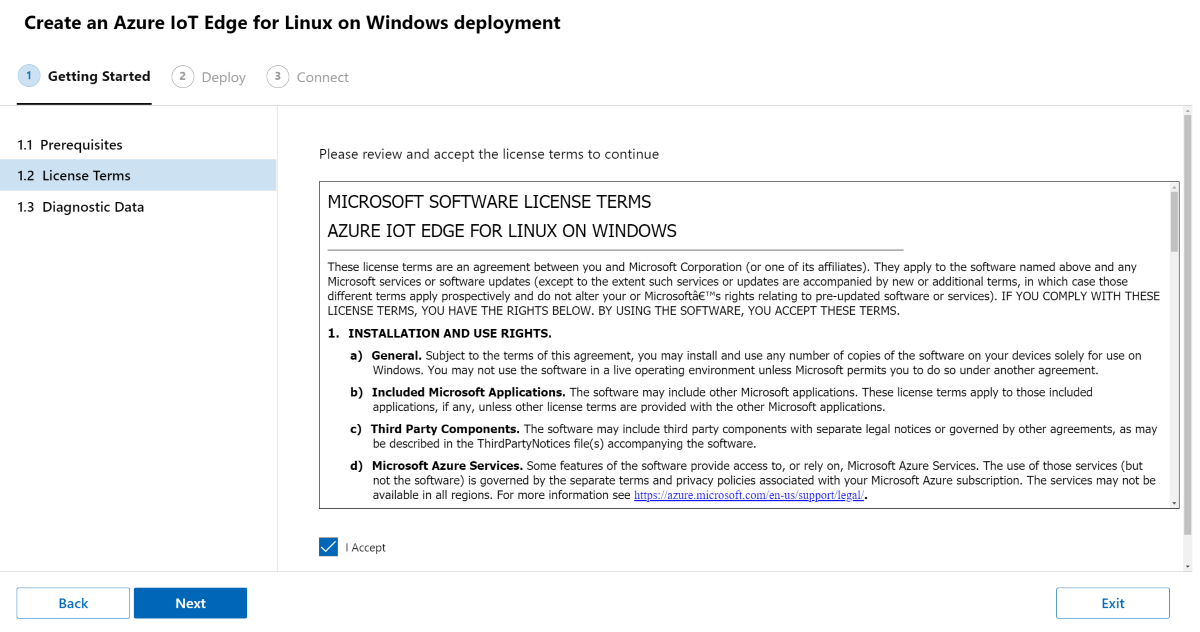 Create an Azure IoT Edge for Linux on Windows deployment
1 Getting Started 2 Deploy 3 Connect
1.1 Prerequisites
1.2 License Terms
1.3 Diagnostic Data
Please review and accept the license terms to continue
MICROSOFT SOFTWARE LICENSE TERMS
AZURE IOT EDGE FOR LINUX ON WINDOWS
These license terms are an agreement between you and Microsoft Corporation (or one of its affiliates). They apply to the software named above and any
Microsoft services or software updates (except to the extent such services or updates are accompanied by new or additional terms, in which case those
different terms apply prospectively and do not alter your or Microsoftâ€™s rights relating to pre-updated software or services). IF YOU COMPLY WITH THESE
LICENSE TERMS, YOU HAVE THE RIGHTS BELOW. BY USING THE SOFTWARE, YOU ACCEPT THESE TERMS.
1. INSTALLATION AND USE RIGHTS.
a) General. Subject to the terms of this agreement, you may install and use any number of copies of the software on your devices solely for use on
Windows. You may not use the software in a live operating environment unless Microsoft permits you to do so under another agreement.
b) Included Microsoft Applications. The software may include other Microsoft applications. These license terms apply to those included
applications, if any, unless other license terms are provided with the other Microsoft applications.
c) Third Party Components. The software may include third party components with separate legal notices or governed by other agreements, as may
be described in the ThirdPartyNotices file(s) accompanying the software.
d) Microsoft Azure Services. Some features of the software provide access to, or rely on, Microsoft Azure Services. The use of those services (but
not the software) is governed by the separate terms and privacy policies associated with your Microsoft Azure subscription. The services may not be
available in all regions. For more information see https://azure.microsoft.com/en-us/support/legal/.
I Accept
Back Next Exit